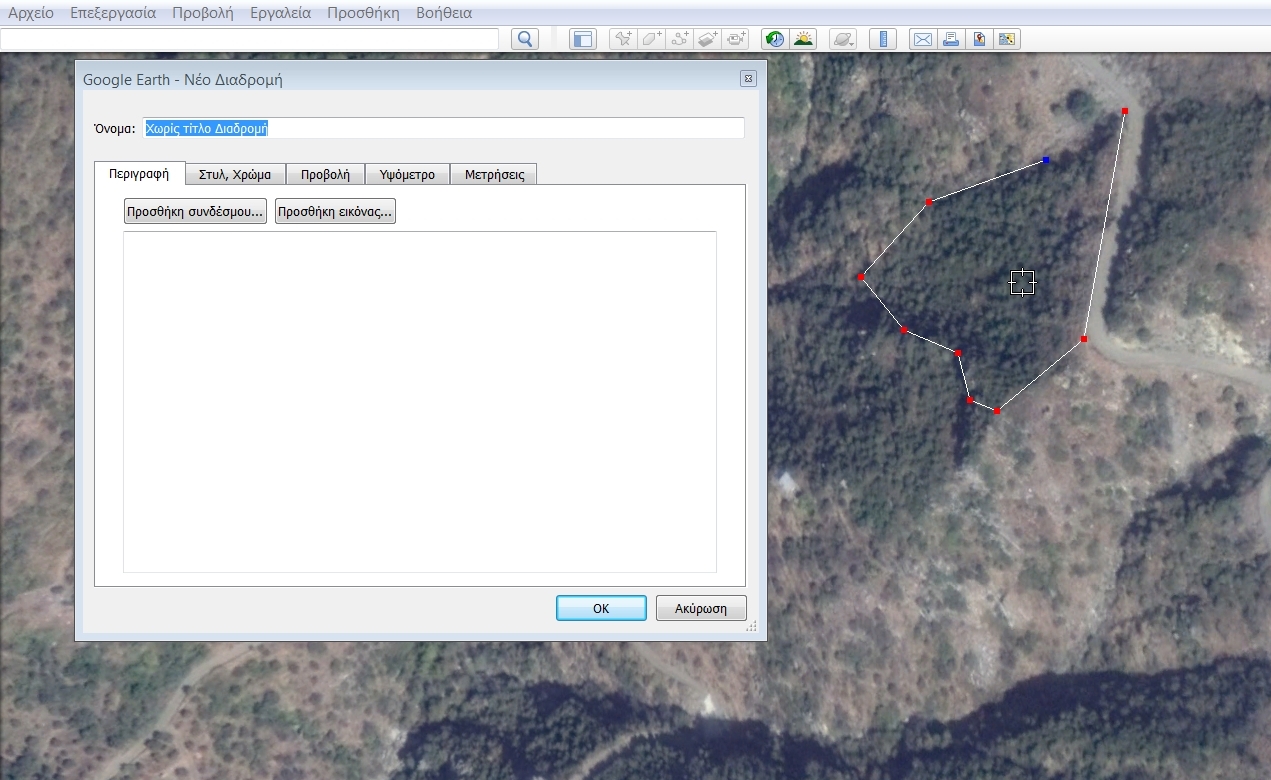 Αρχείο Επεξεργασία Προβολή Εργαλεία Προσθήκη Βοήθεια
Google Earth - Νέο Διαδρομή
Όνομα: Χωρίς τίτλο Διαδρομή
Περιγραφή Στυλ, Χρώμα Προβολή Υψόμετρο Μετρήσεις
Προσθήκη συνδέσμου... Προσθήκη εικόνας...
OK Ακύρωση